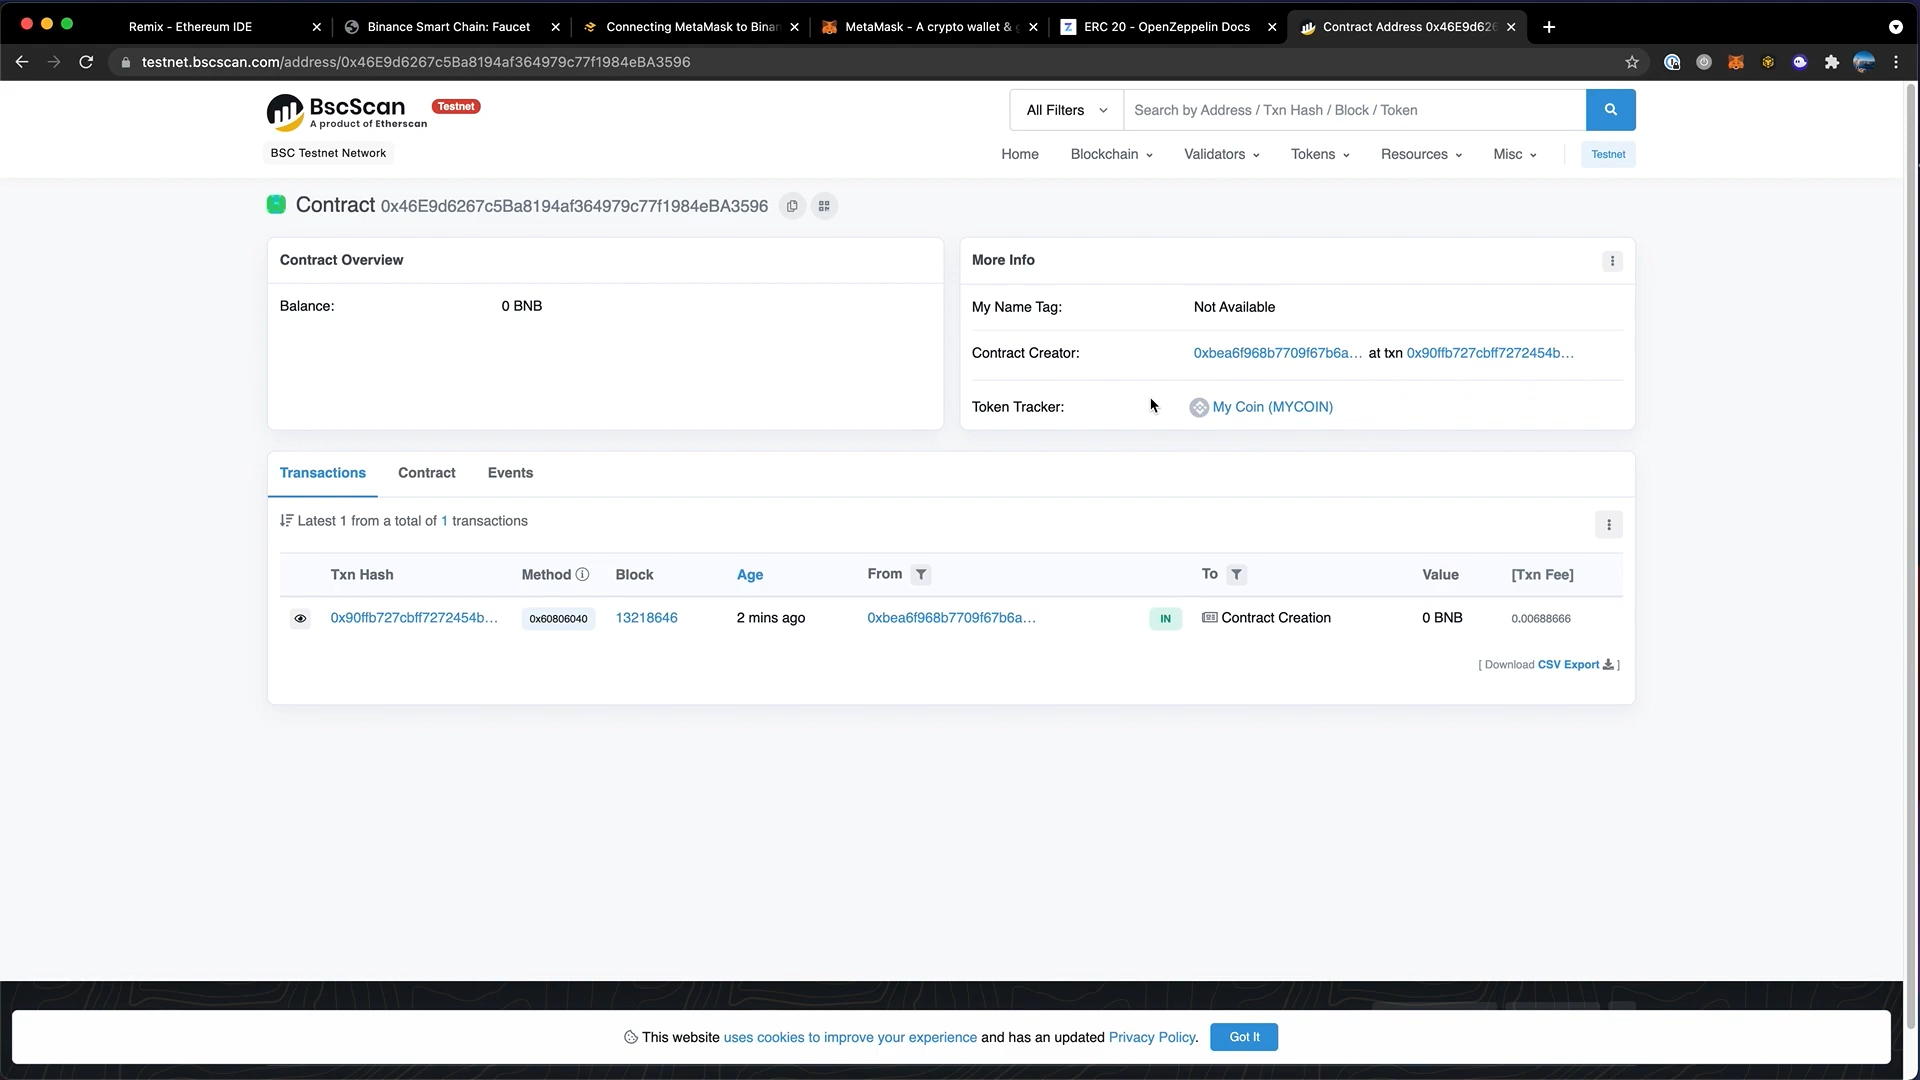 Remix - Ethereum IDE
Binance Smart Chain: Faucet
Connecting MetaMask to Binan
MetaMask - A crypto wallet &
ERC 20 - OpenZeppelin Docs
Contract Address 0x46E9d626
testnet.bscscan.com/address/0x46E9d6267c5Ba8194af364979c77f1984eBA3596
BscScan
Testnet
A product of Etherscan
BSC Testnet Network
All Filters
Search by Address / Txn Hash / Block / Token
Home Blockchain Validators Tokens Resources Misc Testnet
Contract 0x46E9d6267c5Ba8194af364979c77f1984eBA3596
Contract Overview
Balance: 0 BNB
More Info
My Name Tag: Not Available
Contract Creator: 0xbea6f968b7709f67b6a... at txn 0x90ffb727cbff7272454b...
Token Tracker: My Coin (MYCOIN)
Transactions Contract Events
Latest 1 from a total of 1 transactions
Txn Hash Method Block Age From To Value [Txn Fee]
0x90ffb727cbff7272454b... 0x60806040 13218646 2 mins ago 0xbea6f968b7709f67b6a... IN Contract Creation 0 BNB 0.00688666
[ Download CSV Export ]
This website uses cookies to improve your experience and has an updated Privacy Policy. Got It